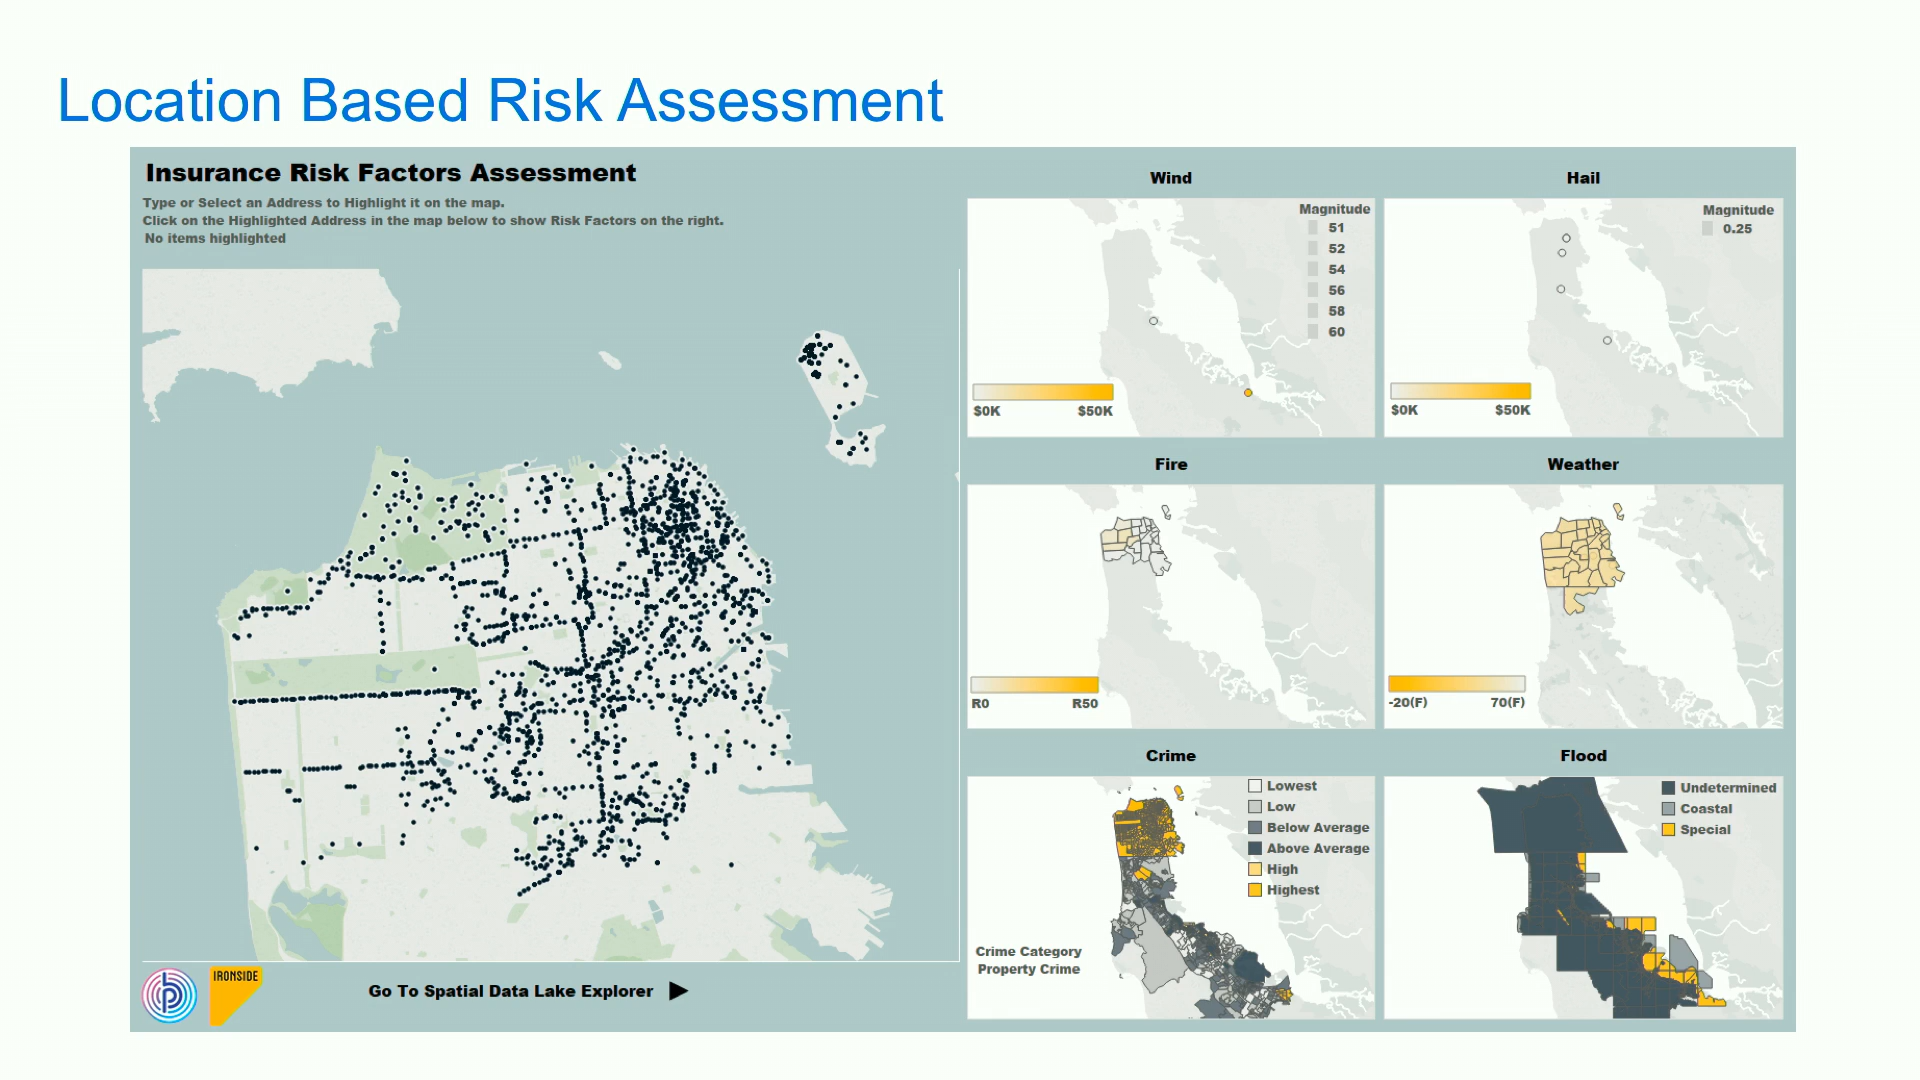 Location Based Risk Assessment
Insurance Risk Factors Assessment
Type or Select an Address to Highlight it on the map.
Click on the Highlighted Address in the map below to show Risk Factors on the right.
No items highlighted
IRONSIDE
Go To Spatial Data Lake Explorer
Wind
Magnitude
51
52
54
56
58
60
$0K $50K
Hail
Magnitude
0.25
$0K $50K
Fire
R0 R50
Weather
-20(F) 70(F)
Crime
Lowest
Low
Below Average
Above Average
High
Highest
Crime Category
Property Crime
Flood
Undetermined
Coastal
Special